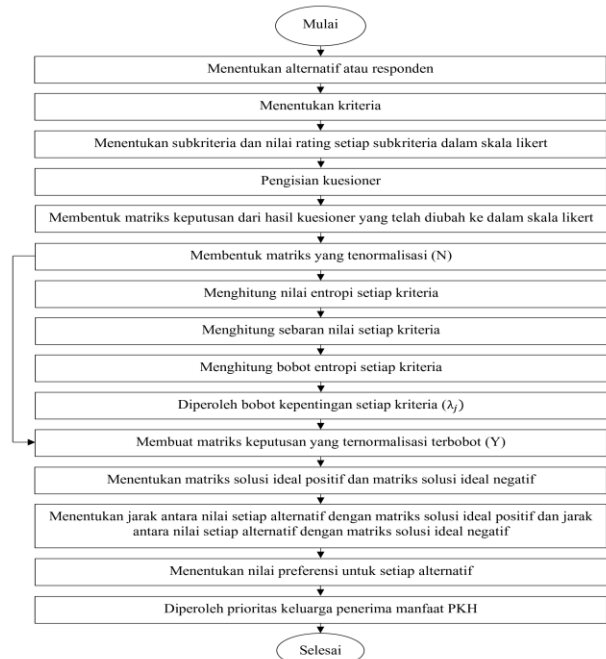 Mulai
Menentukan alternatif atau responden
Menentukan kriteria
Menentukan subkriteria dan nilai rating setiap subkriteria dalam skala likert
Pengisian kuesioner
Membentuk matriks keputusan dari hasil kuesioner yang telah diubah ke dalam skala likert
Membentuk matriks yang tenormalisasi (N)
Menghitung nilai entropi setiap kriteria
Menghitung sebaran nilai setiap kriteria
Menghitung bobot entropi setiap kriteria
Diperoleh bobot kepentingan setiap kriteria (λⱼ)
Membuat matriks keputusan yang ternormalisasi terbobot (Y)
Menentukan matriks solusi ideal positif dan matriks solusi ideal negatif
Menentukan jarak antara nilai setiap alternatif dengan matriks solusi ideal positif dan jarak
antara nilai setiap alternatif dengan matriks solusi ideal negatif
Menentukan nilai preferensi untuk setiap alternatif
Diperoleh prioritas keluarga penerima manfaat PKH
Selesai